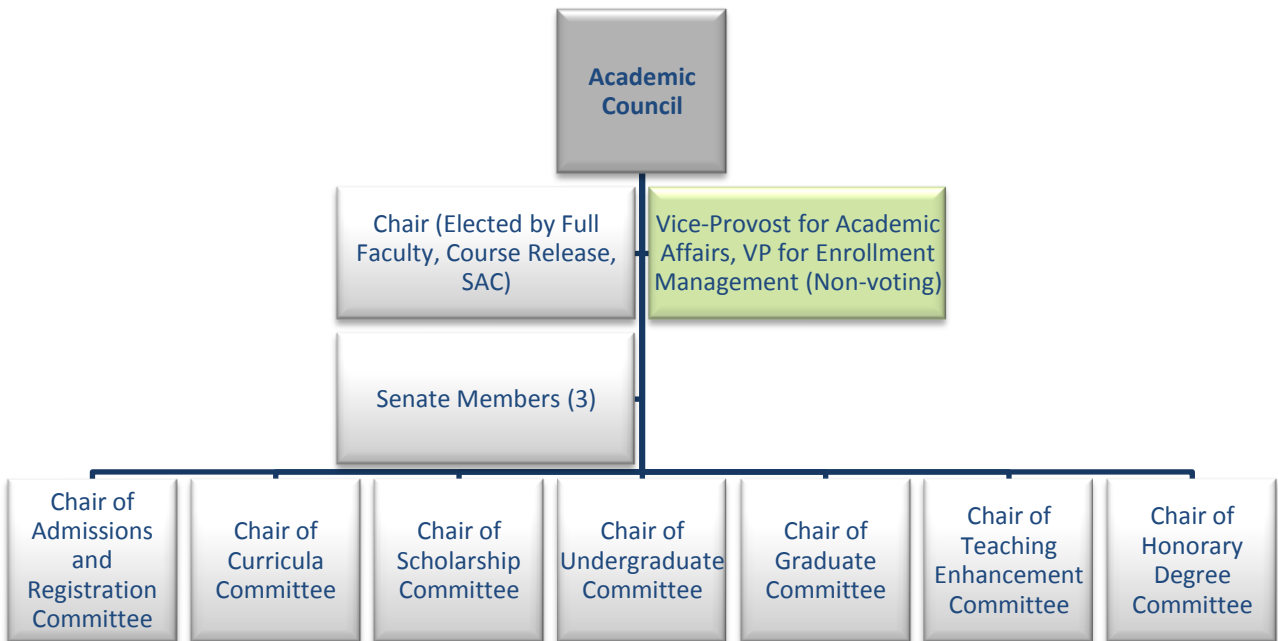 Academic
Council
Chair (Elected by Full
Faculty, Course Release,
SAC)
Vice-Provost for Academic
Affairs, VP for Enrollment
Management (Non-voting)
Senate Members (3)
Chair of
Admissions
and
Registration
Committee
Chair of
Curricula
Committee
Chair of
Scholarship
Committee
Chair of
Undergraduate
Committee
Chair of
Graduate
Committee
Chair of
Teaching
Enhancement
Committee
Chair of
Honorary
Degree
Committee